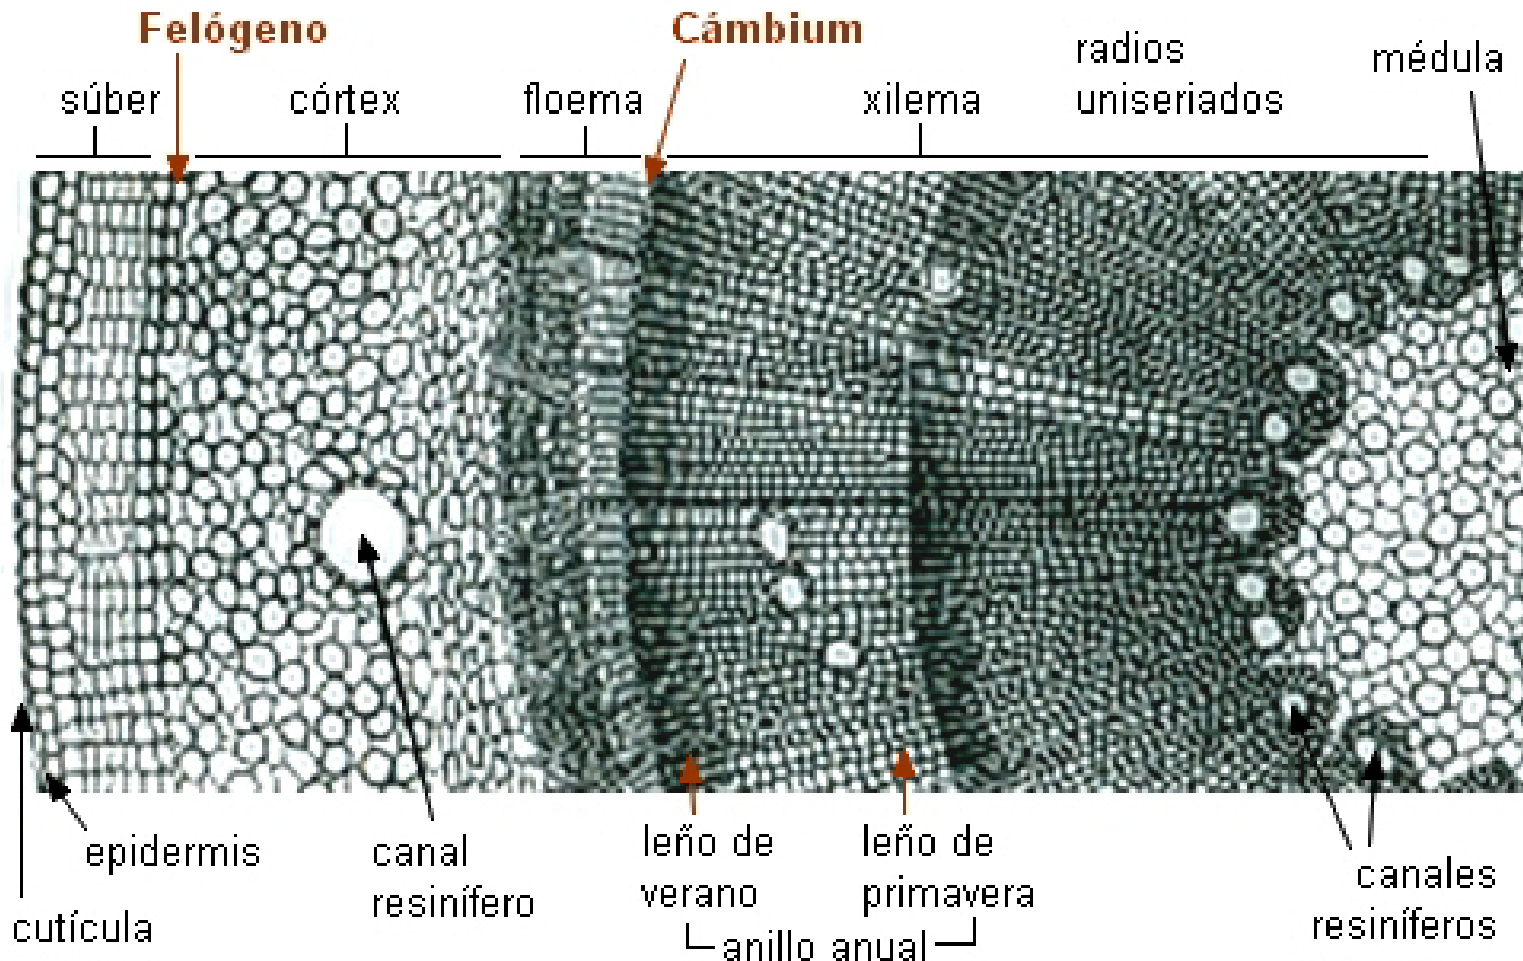 Felógeno
Cámbium
radios
uniseriados
médula
súber
córtex
floema
xilema
epidermis
cutícula
canal
resinífero
leño de
verano
leño de
primavera
anillo anual
canales
resiníferos